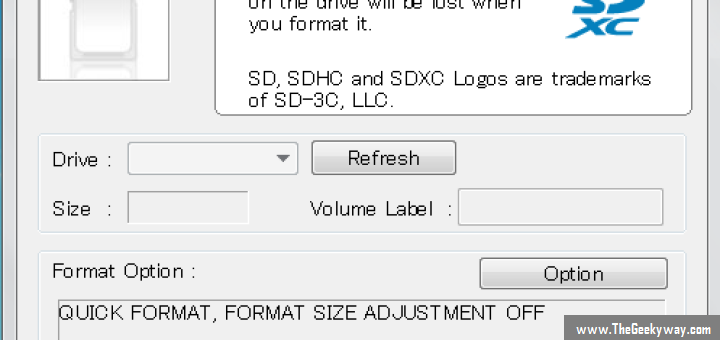 on the drive will be lost when
you format it.
SD
XC
SD, SDHC and SDXC Logos are trademarks
of SD-3C, LLC.
Drive :
Refresh
Size :
Volume Label :
Format Option :
Option
QUICK FORMAT, FORMAT SIZE ADJUSTMENT OFF
www.TheGeekyway.com